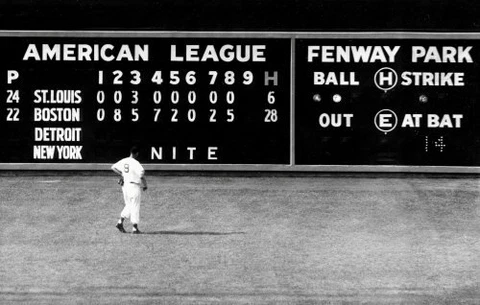 AMERICAN LEAGUE
P 1 2 3 4 5 6 7 8 9 H
24 ST.LOUIS 0 0 3 0 0 0 0 0 6
22 BOSTON 0 8 5 7 2 0 2 5 28
DETROIT
NEW YORK NITE
FENWAY PARK
BALL H STRIKE
OUT E AT BAT
14
9